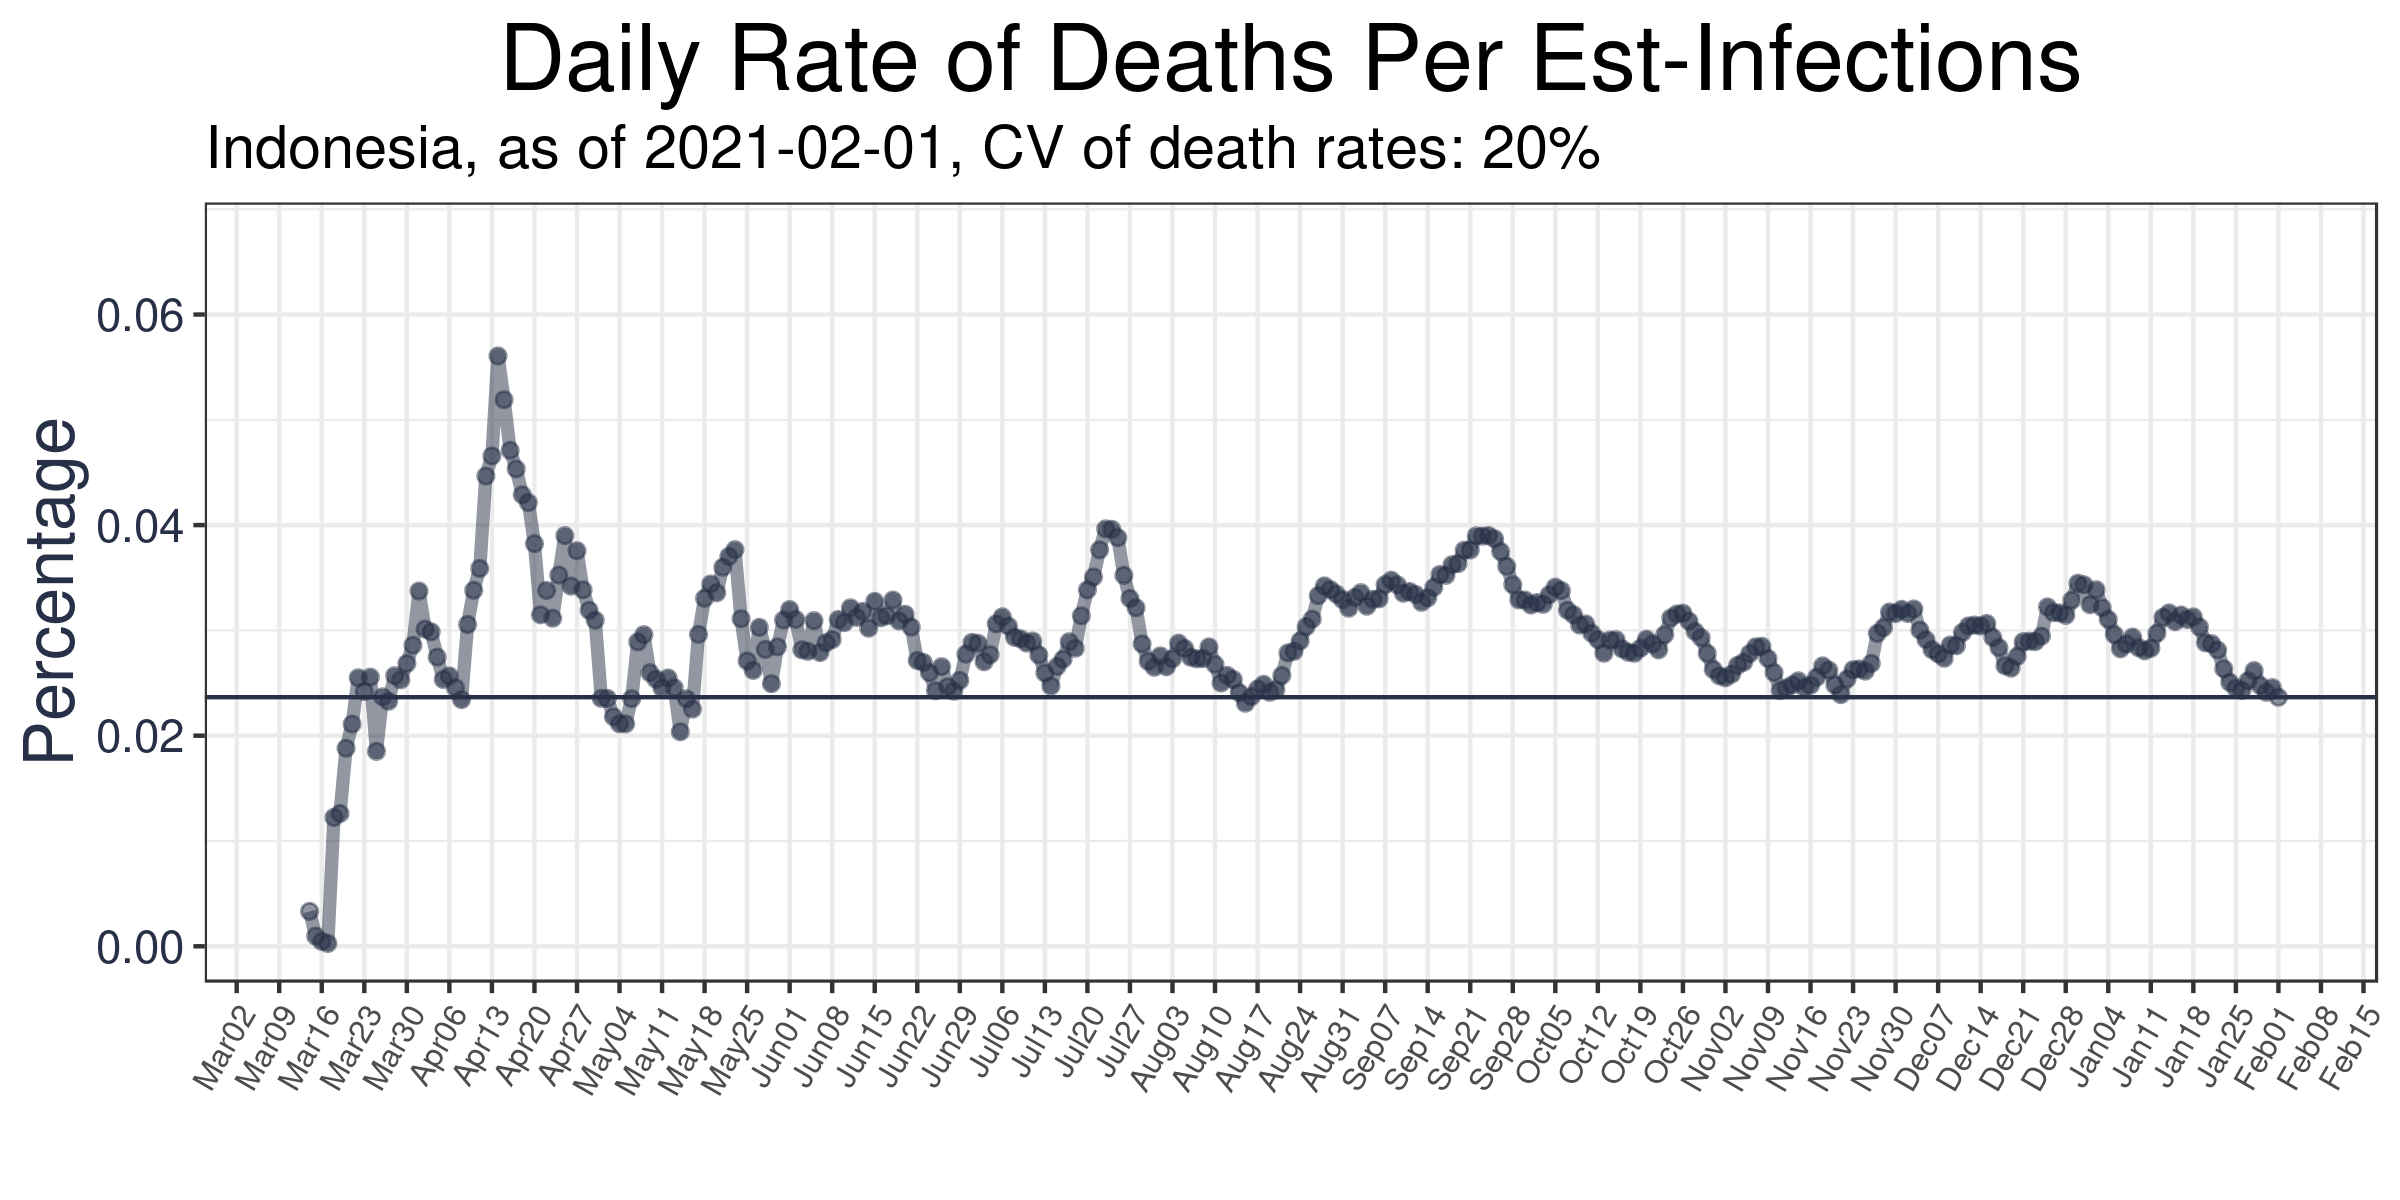 Daily Rate of Deaths Per Est-Infections
Indonesia, as of 2021-02-01, CV of death rates: 20%
Percentage
0.06
0.04
0.02
0.00
Mar02
Mar09
Mar16
Mar23
Mar30
Apr06
Apr13
Apr20
Apr27
May04
May11
May18
May25
Jun01
Jun08
Jun15
Jun22
Jun29
Jul06
Jul13
Jul20
Jul27
Aug03
Aug10
Aug17
Aug24
Aug31
Sep07
Sep14
Sep21
Sep28
Oct05
Oct12
Oct19
Oct26
Nov02
Nov09
Nov16
Nov23
Nov30
Dec07
Dec14
Dec21
Dec28
Jan04
Jan11
Jan18
Jan25
Feb01
Feb08
Feb15